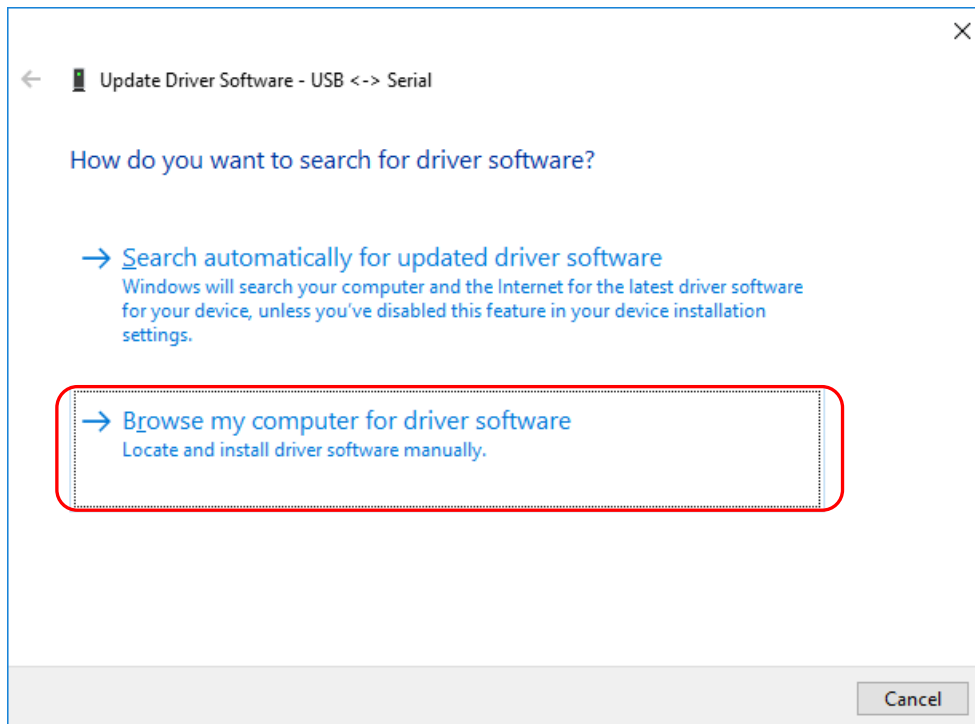 Update Driver Software - USB <-> Serial
How do you want to search for driver software?
Search automatically for updated driver software
Windows will search your computer and the Internet for the latest driver software
for your device, unless you've disabled this feature in your device installation
settings.
Browse my computer for driver software
Locate and install driver software manually.
Cancel